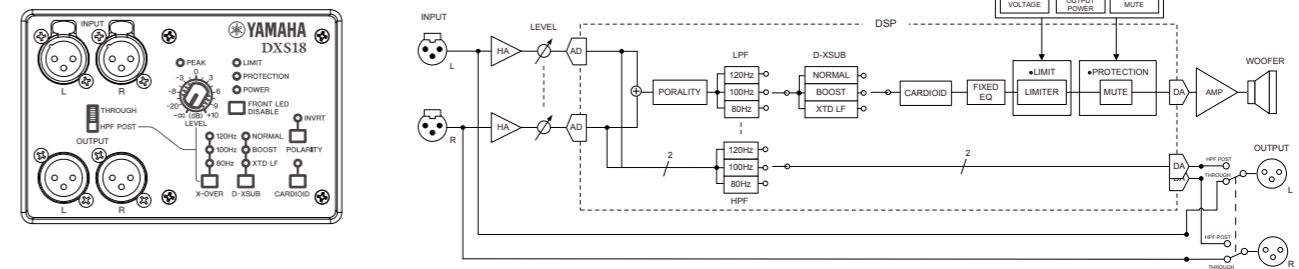 INPUT
YAMAHA
DXS18
L R
PEAK
LIMIT
PROTECTION
POWER
FRONT LED
DISABLE
0
-3 3
-8 6
-20 9
-∞ (dB) +10
LEVEL
THROUGH
HPF POST
OUTPUT
INVRT
120Hz NORMAL
100Hz BOOST POLARITY
80Hz XTD LF
L R
X-OVER D-XSUB CARDIOID
VOLTAGE
OUTPUT
POWER
MUTE
INPUT
LEVEL
DSP
L
HA
AD
LPF
D-XSUB
PORALITY
120Hz
100Hz
80Hz
NORMAL
BOOST
XTD LF
CARDIOID
FIXED
EQ
●LIMIT
LIMITER
●PROTECTION
MUTE
DA
AMP
WOOFER
R
HA
AD
2
120Hz
100Hz
80Hz
HPF
2
DA
DA
HPF POST
THROUGH
OUTPUT
L
HPF POST
THROUGH
R